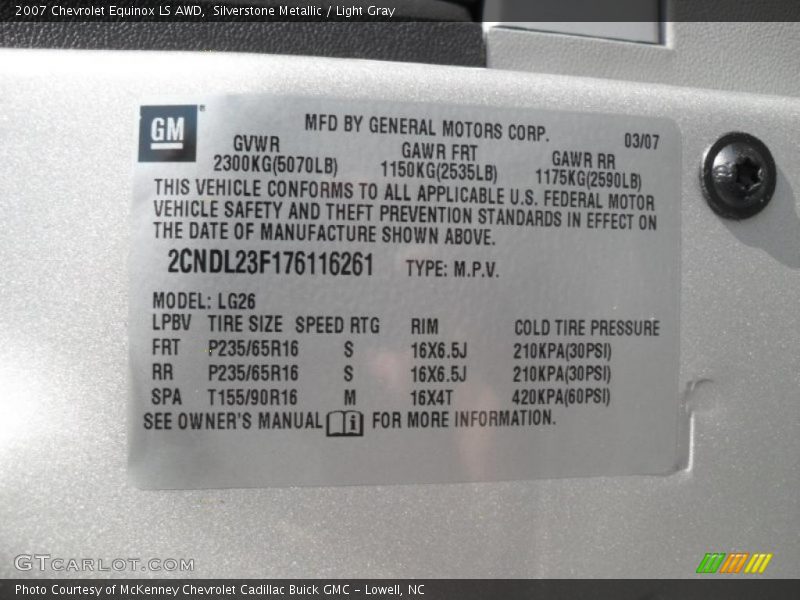 2007 Chevrolet Equinox LS AWD, Silverstone Metallic / Light Gray
GM
MFD BY GENERAL MOTORS CORP.
03/07
GVWR GAWR FRT GAWR RR
2300KG(5070LB) 1150KG(2535LB) 1175KG(2590LB)
THIS VEHICLE CONFORMS TO ALL APPLICABLE U.S. FEDERAL MOTOR
VEHICLE SAFETY AND THEFT PREVENTION STANDARDS IN EFFECT ON
THE DATE OF MANUFACTURE SHOWN ABOVE.
2CNDL23F176116261 TYPE: M.P.V.
MODEL: LG26
LPBV TIRE SIZE SPEED RTG RIM COLD TIRE PRESSURE
FRT P235/65R16 S 16X6.5J 210KPA(30PSI)
RR P235/65R16 S 16X6.5J 210KPA(30PSI)
SPA T155/90R16 M 16X4T 420KPA(60PSI)
SEE OWNER'S MANUAL i FOR MORE INFORMATION.
GTCARLOT.COM
Photo Courtesy of McKenney Chevrolet Cadillac Buick GMC - Lowell, NC